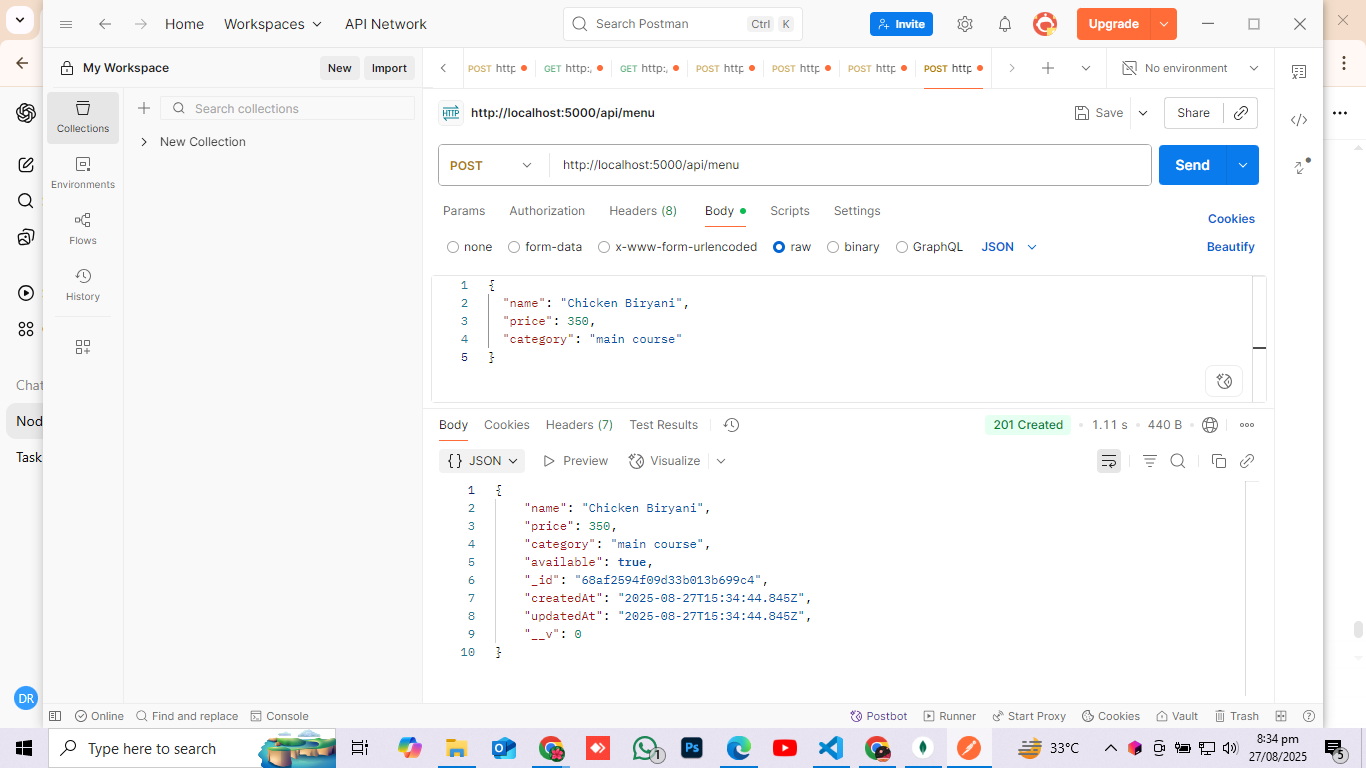 Home
Workspaces
API Network
Search Postman
Ctrl K
Invite
Upgrade
My Workspace
New
Import
POST http
GET http:,
GET http:,
POST http
POST http
POST http
POST http
No environment
Collections
Environments
Flows
History
Search collections
New Collection
HTTP
http://localhost:5000/api/menu
Save
Share
POST
http://localhost:5000/api/menu
Send
Params
Authorization
Headers (8)
Body
Scripts
Settings
Cookies
none
form-data
x-www-form-urlencoded
raw
binary
GraphQL
JSON
Beautify
1 {
2 "name": "Chicken Biryani",
3 "price": 350,
4 "category": "main course"
5 }
Body
Cookies
Headers (7)
Test Results
201 Created
1.11 s
440 B
{} JSON
Preview
Visualize
1 {
2 "name": "Chicken Biryani",
3 "price": 350,
4 "category": "main course",
5 "available": true,
6 "_id": "68af2594f09d33b013b699c4",
7 "createdAt": "2025-08-27T15:34:44.845Z",
8 "updatedAt": "2025-08-27T15:34:44.845Z",
9 "__v": 0
10 }
Chat
Nod
Task
DR
Online
Find and replace
Console
Postbot
Runner
Start Proxy
Cookies
Vault
Trash
Type here to search
1
Ps
33°C
8:34 pm
27/08/2025
5